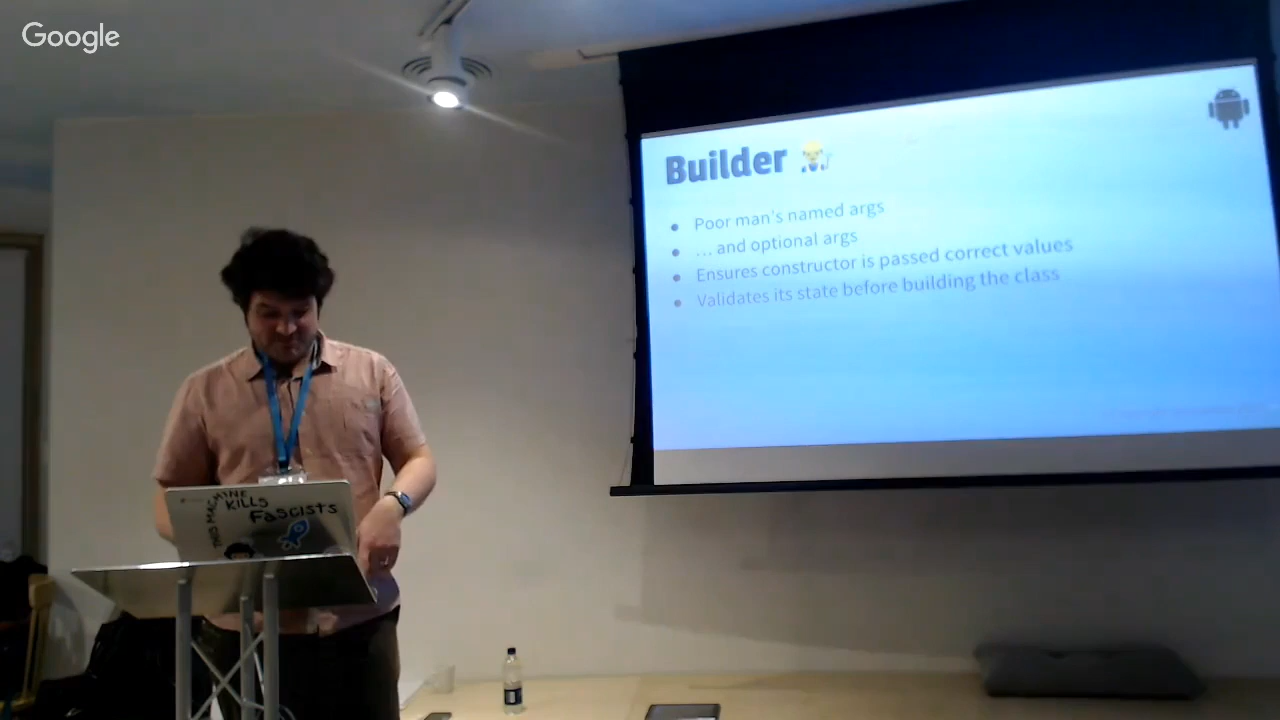 Google
Builder
● Poor man's named args
● … and optional args
● Ensures constructor is passed correct values
● Validates its state before building the class
THIS MACHINE
KILLS
FASCISTS